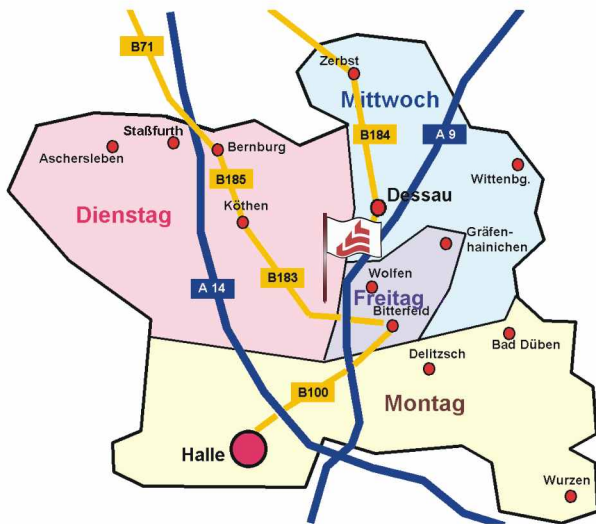 B71
Zerbst
Mittwoch
Staßfurth
B184
A 9
Aschersleben
Bernburg
Wittenbg.
B185
Dessau
Dienstag
Köthen
Gräfen-
hainichen
B183
Wolfen
A 14
Freitag
Bitterfeld
Bad Düben
Delitzsch
B100
Montag
Halle
Wurzen